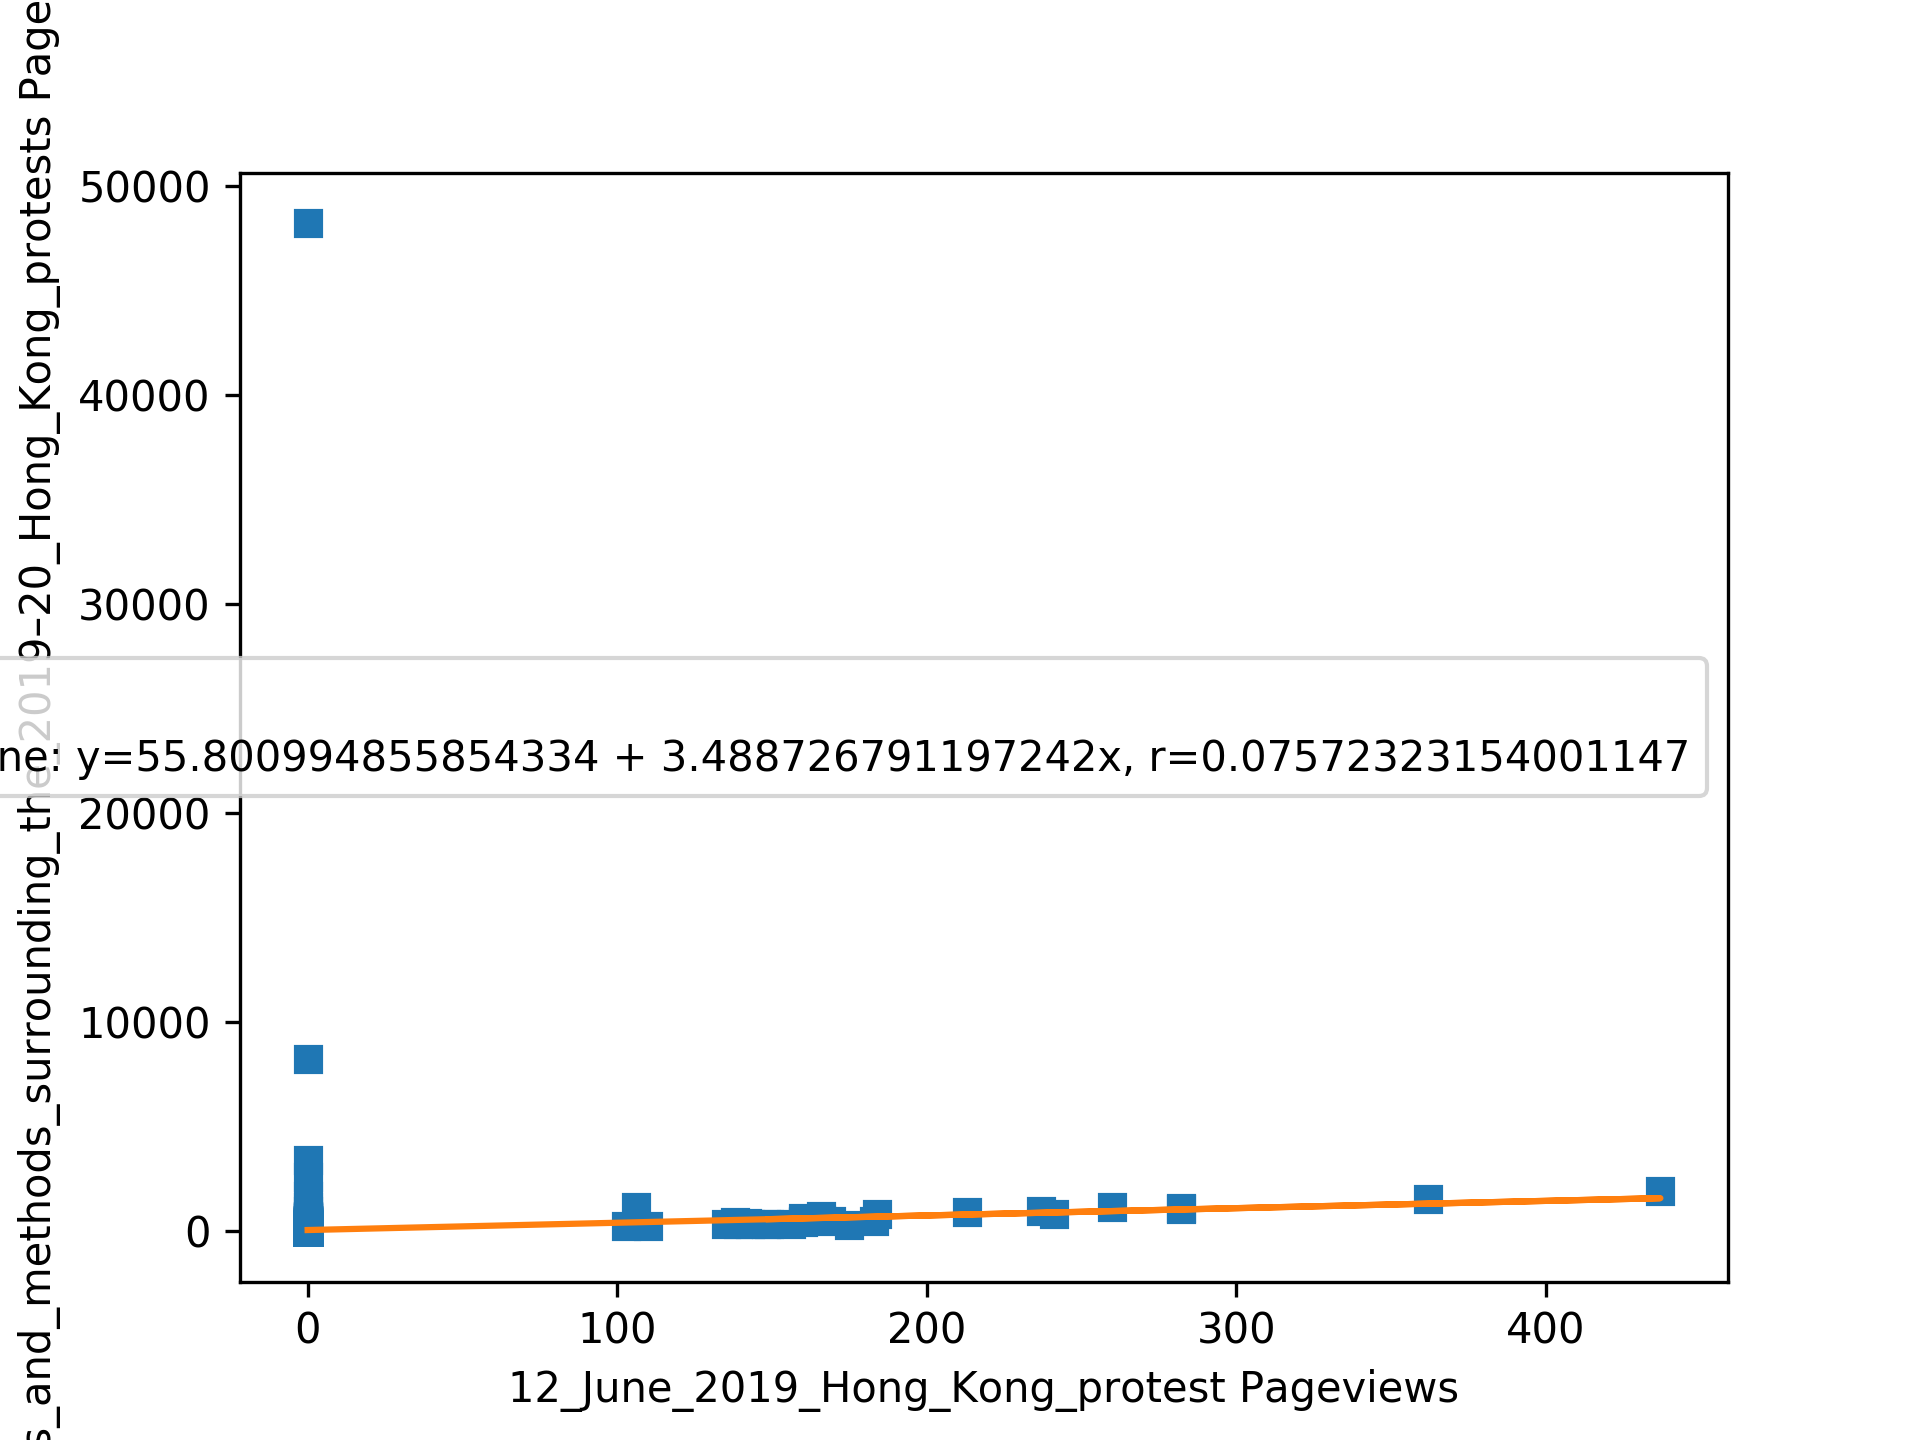 s_and_methods_surrounding_the_2019–20_Hong_Kong_protests Page
50000
40000
30000
20000
10000
0
ne: y=55.800994855854334 + 3.488726791197242x, r=0.07572323154001147
0 100 200 300 400
12_June_2019_Hong_Kong_protest Pageviews